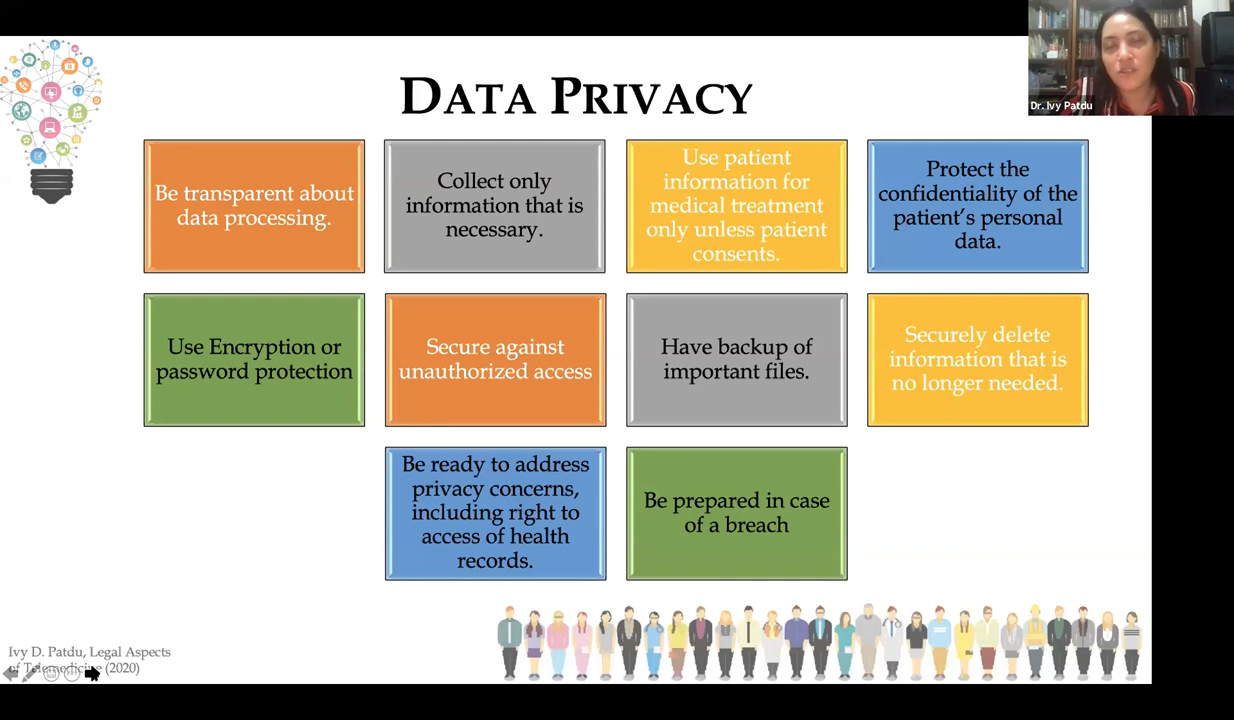 DATA PRIVACY
Dr. Ivy Patdu
Be transparent about
data processing.
Collect only
information that is
necessary.
Use patient
information for
medical treatment
only unless patient
consents.
Protect the
confidentiality of the
patient's personal
data.
Use Encryption or
password protection
Secure against
unauthorized access
Have backup of
important files.
Securely delete
information that is
no longer needed.
Be ready to address
privacy concerns,
including right to
access of health
records.
Be prepared in case
of a breach
Ivy D. Patdu, Legal Aspects
of Telemedicine (2020)